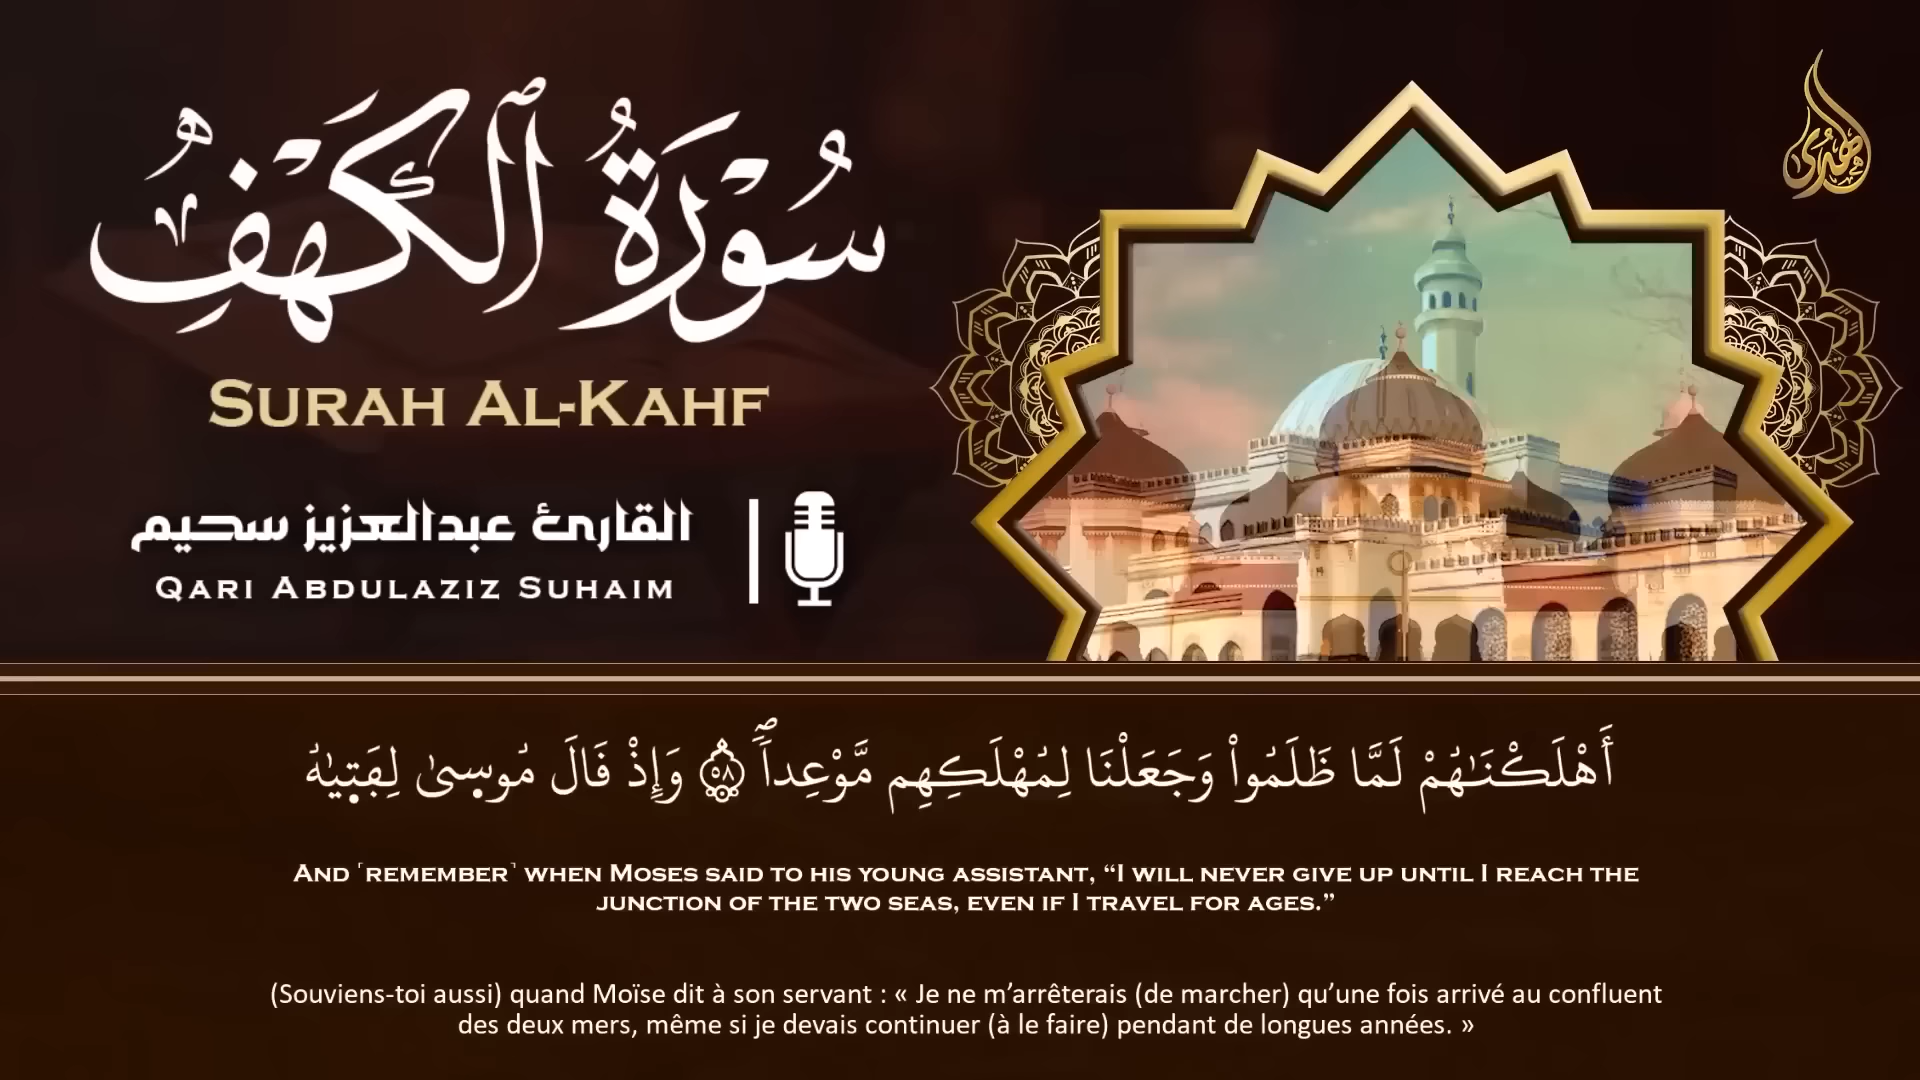 سُورَةُ ٱلۡكَهۡفِ
SURAH AL-KAHF
القارئ عبدالعزيز سحيم
QARI ABDULAZIZ SUHAIM
الهدى
أَهْلَكْنَٰهُمْ لَمَّا ظَلَمُواْ وَجَعَلْنَا لِمُهْلَكِهِم مَّوْعِداٗۖ ٥٨ وَإِذْ قَالَ مُوسۭىٰ لِفَتۭيٰهُ
AND ˹REMEMBER˺ WHEN MOSES SAID TO HIS YOUNG ASSISTANT, “I WILL NEVER GIVE UP UNTIL I REACH THE
JUNCTION OF THE TWO SEAS, EVEN IF I TRAVEL FOR AGES.”
(Souviens-toi aussi) quand Moïse dit à son servant : « Je ne m’arrêterais (de marcher) qu’une fois arrivé au confluent
des deux mers, même si je devais continuer (à le faire) pendant de longues années. »